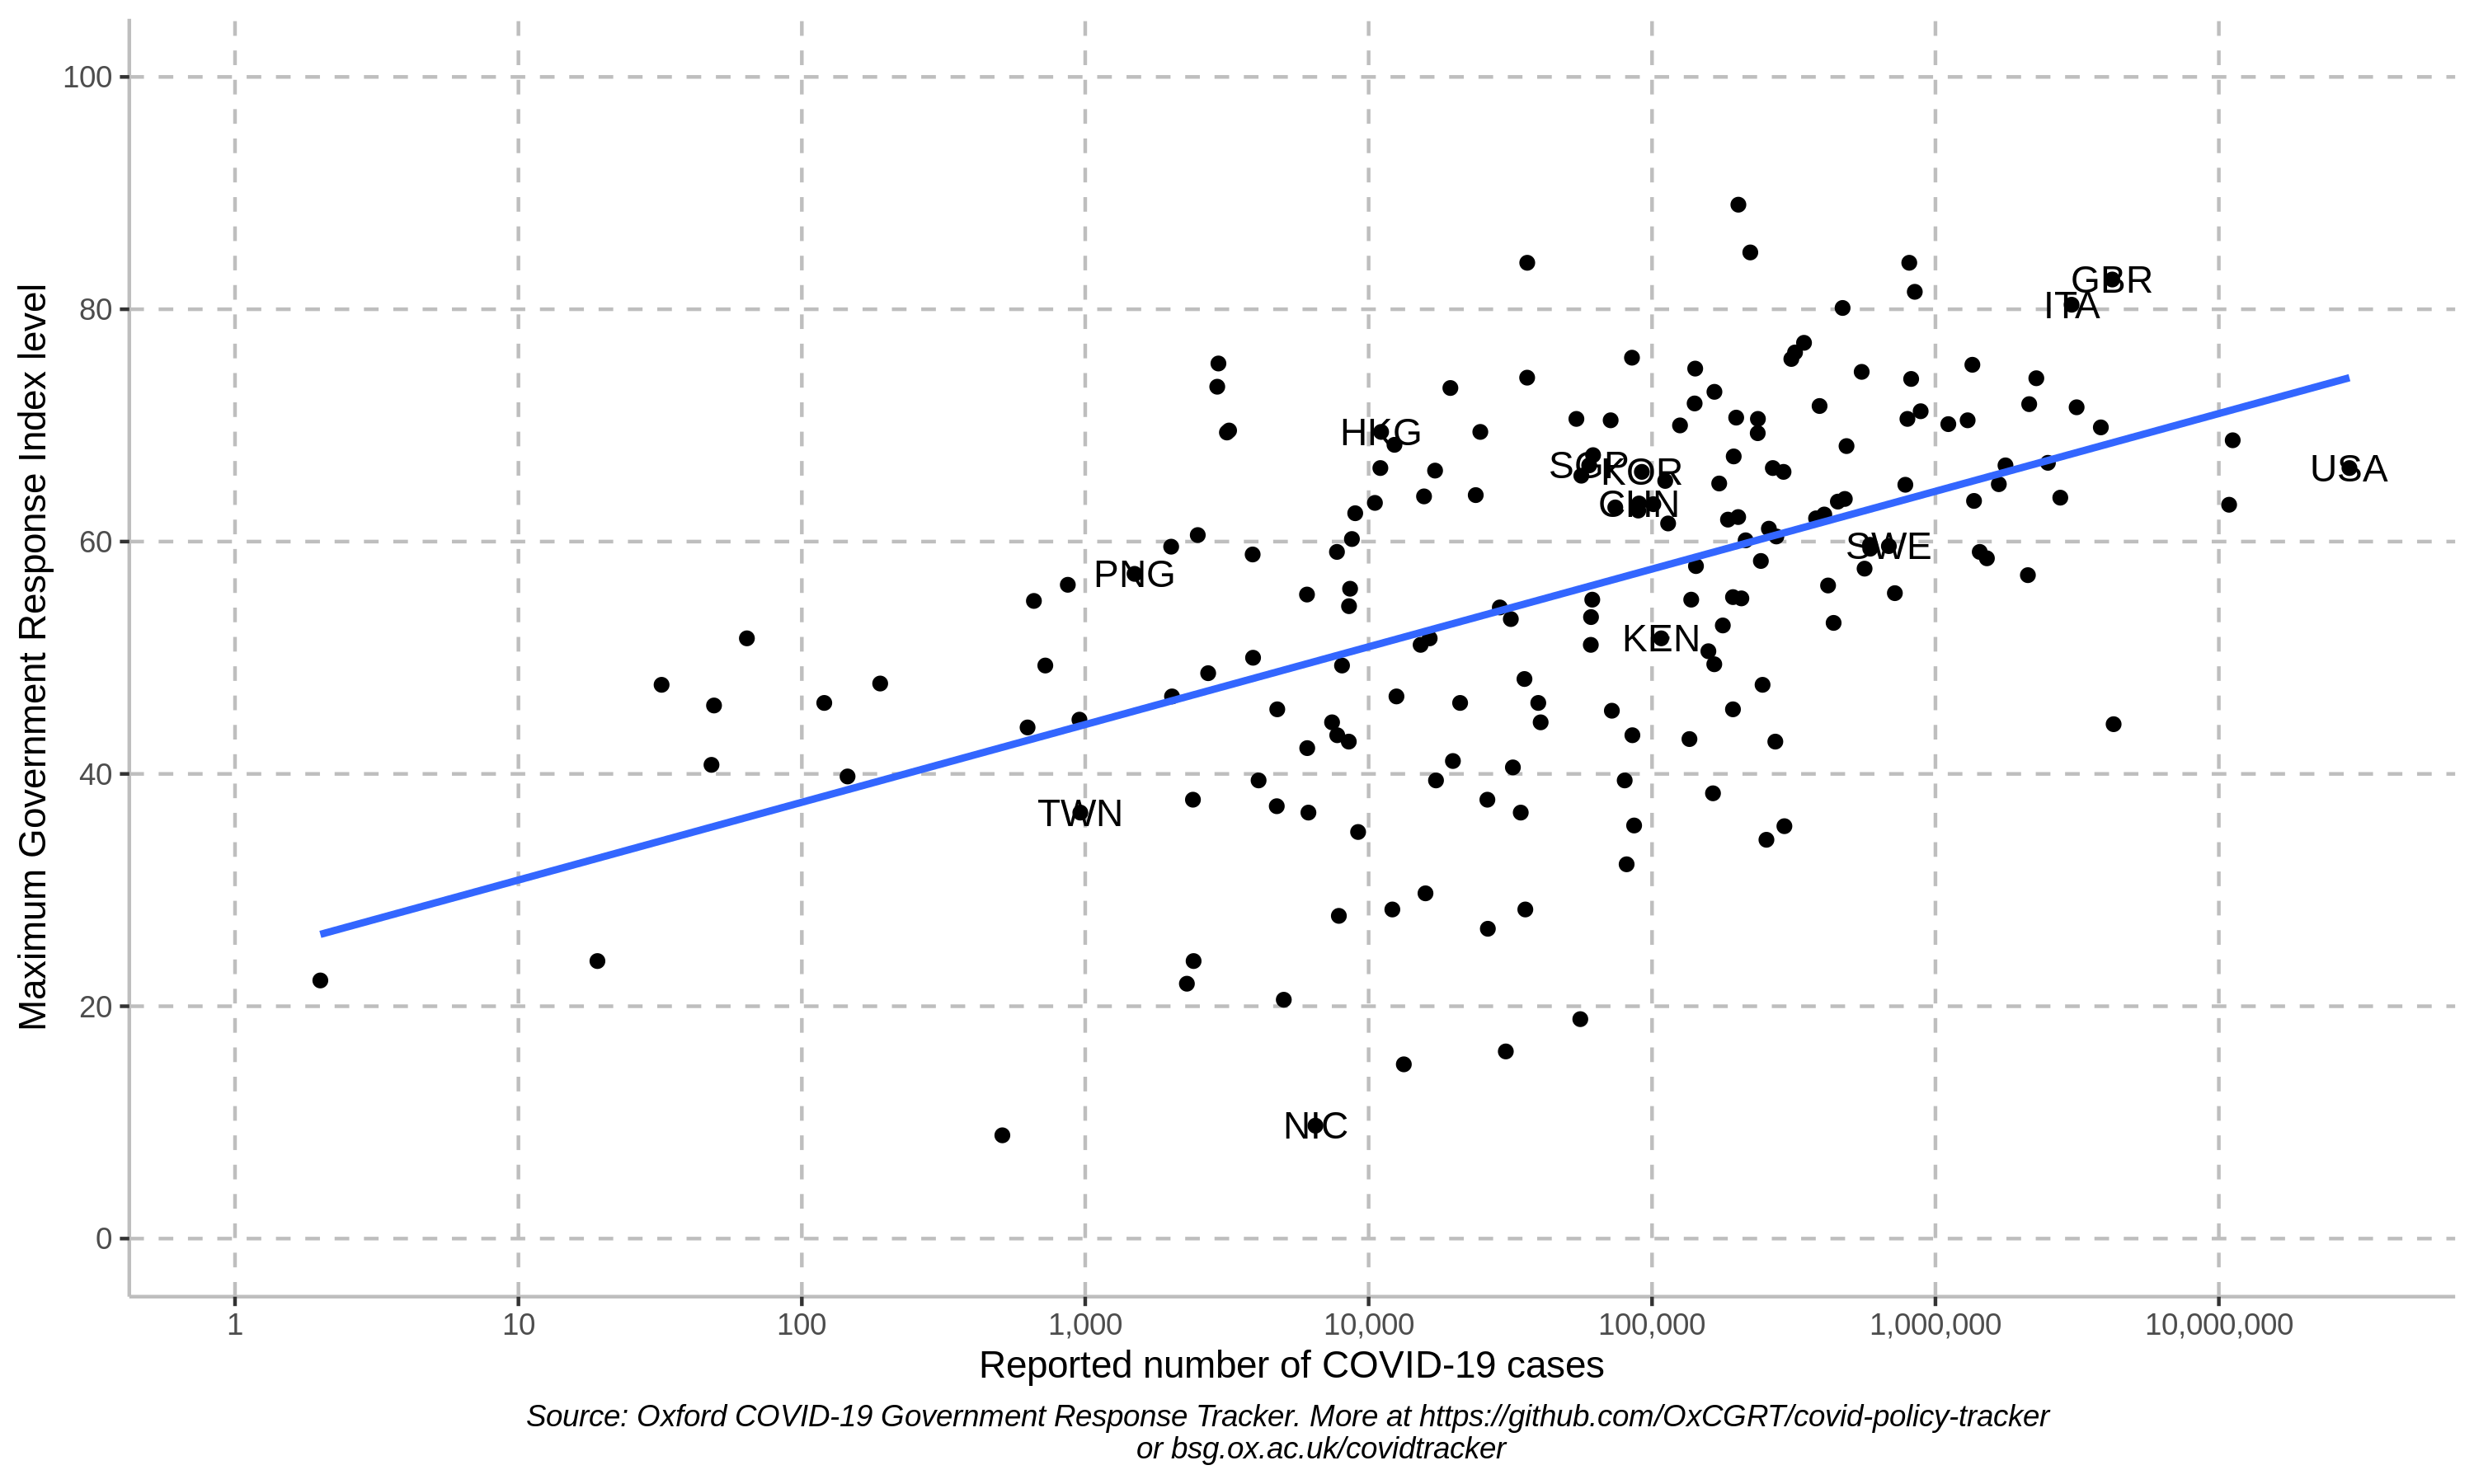 Maximum Government Response Index level
100
80
60
40
20
0
GBR
ITA
HKG
SGP
KOR
USA
CHN
SWE
PNG
KEN
TWN
NIC
1
10
100
1,000
10,000
100,000
1,000,000
10,000,000
Reported number of COVID-19 cases
Source: Oxford COVID-19 Government Response Tracker. More at https://github.com/OxCGRT/covid-policy-tracker
or bsg.ox.ac.uk/covidtracker